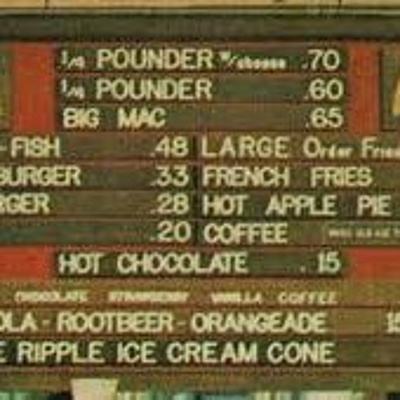 1/4 POUNDER W/cheese .70
1/4 POUNDER .60
BIG MAC .65
-FISH .48 LARGE Order Fries
BURGER .33 FRENCH FRIES
RGER .28 HOT APPLE PIE
.20 COFFEE
HOT CHOCOLATE .15
CHOCOLATE STRAWBERRY VANILLA COFFEE
OLA - ROOTBEER - ORANGEADE 15
E RIPPLE ICE CREAM CONE